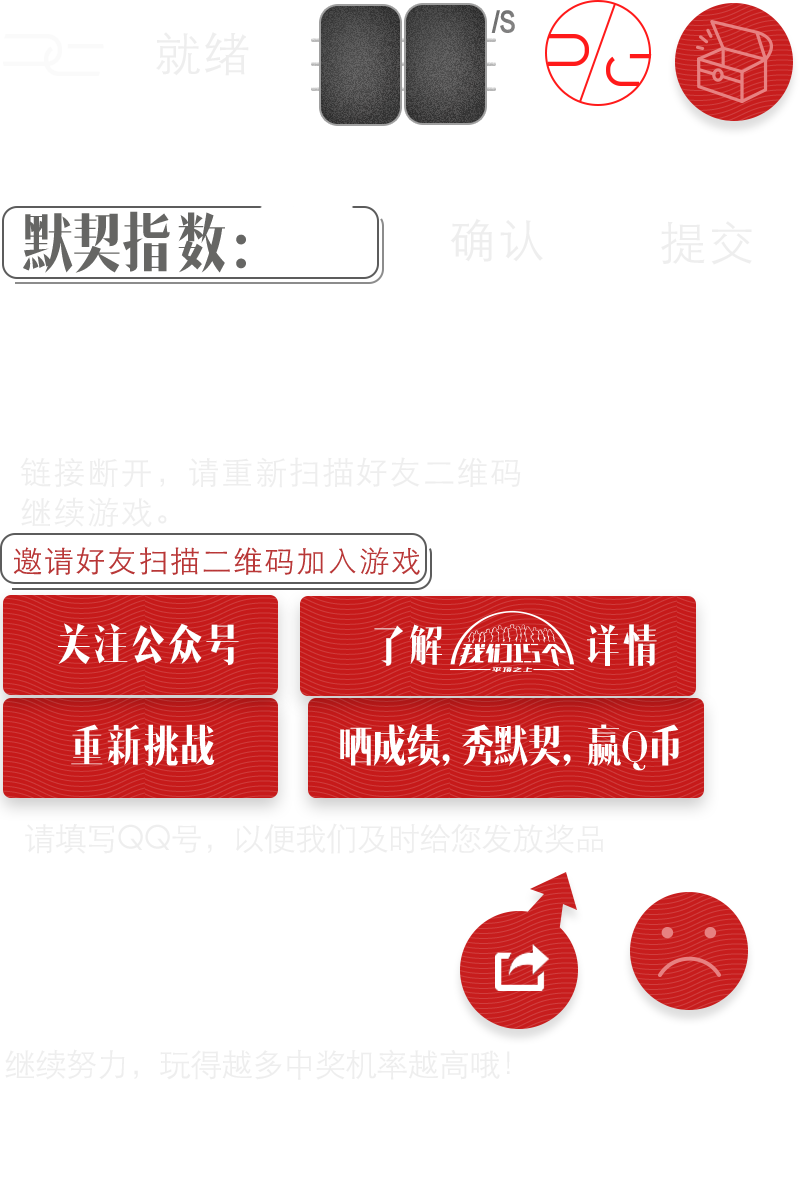 就绪
/S
默契指数：
确认
提交
链接断开，请重新扫描好友二维码
继续游戏。
邀请好友扫描二维码加入游戏
关注公众号
了解 我们15个 详情
平顶之上
重新挑战
晒成绩，秀默契，赢Q币
请填写QQ号，以便我们及时给您发放奖品
继续努力，玩得越多中奖机率越高哦！